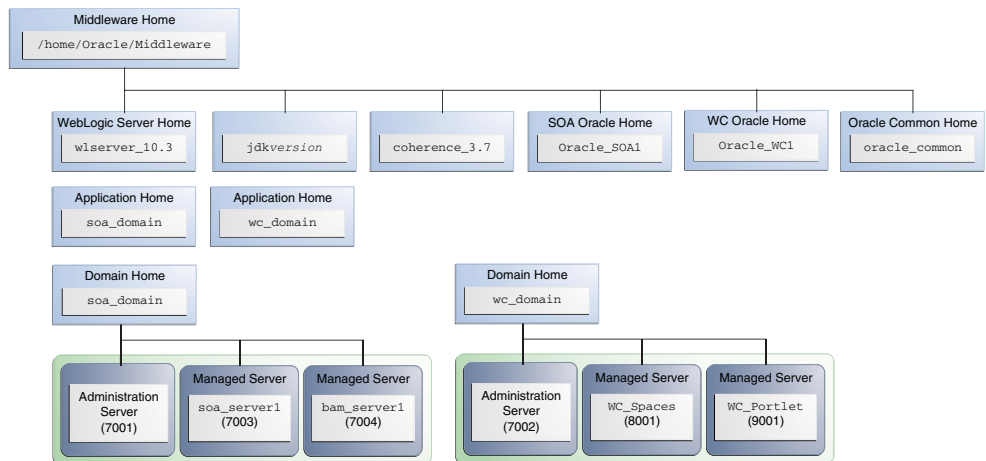 Middleware Home
/home/Oracle/Middleware
WebLogic Server Home
wlserver_10.3
jdkversion
coherence_3.7
SOA Oracle Home
Oracle_SOA1
WC Oracle Home
Oracle_WC1
Oracle Common Home
oracle_common
Application Home
soa_domain
Application Home
wc_domain
Domain Home
soa_domain
Administration
Server
(7001)
Managed Server
soa_server1
(7003)
Managed Server
bam_server1
(7004)
Domain Home
wc_domain
Administration
Server
(7002)
Managed Server
WC_Spaces
(8001)
Managed Server
WC_Portlet
(9001)